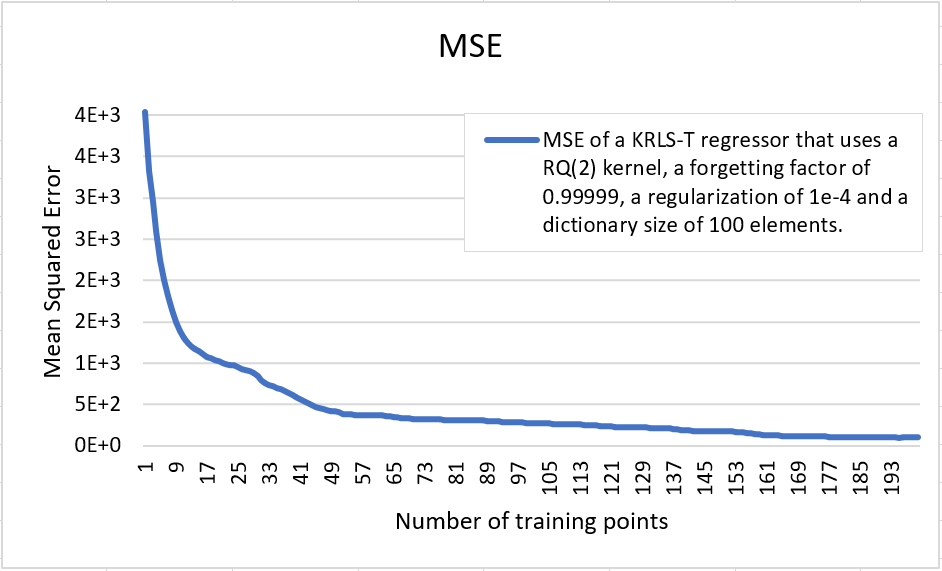 MSE
4E+3
4E+3
3E+3
3E+3
2E+3
2E+3
1E+3
5E+2
0E+0
Mean Squared Error
MSE of a KRLS-T regressor that uses a
RQ(2) kernel, a forgetting factor of
0.99999, a regularization of 1e-4 and a
dictionary size of 100 elements.
1 9 17 25 33 41 49 57 65 73 81 89 97 105 113 121 129 137 145 153 161 169 177 185 193
Number of training points